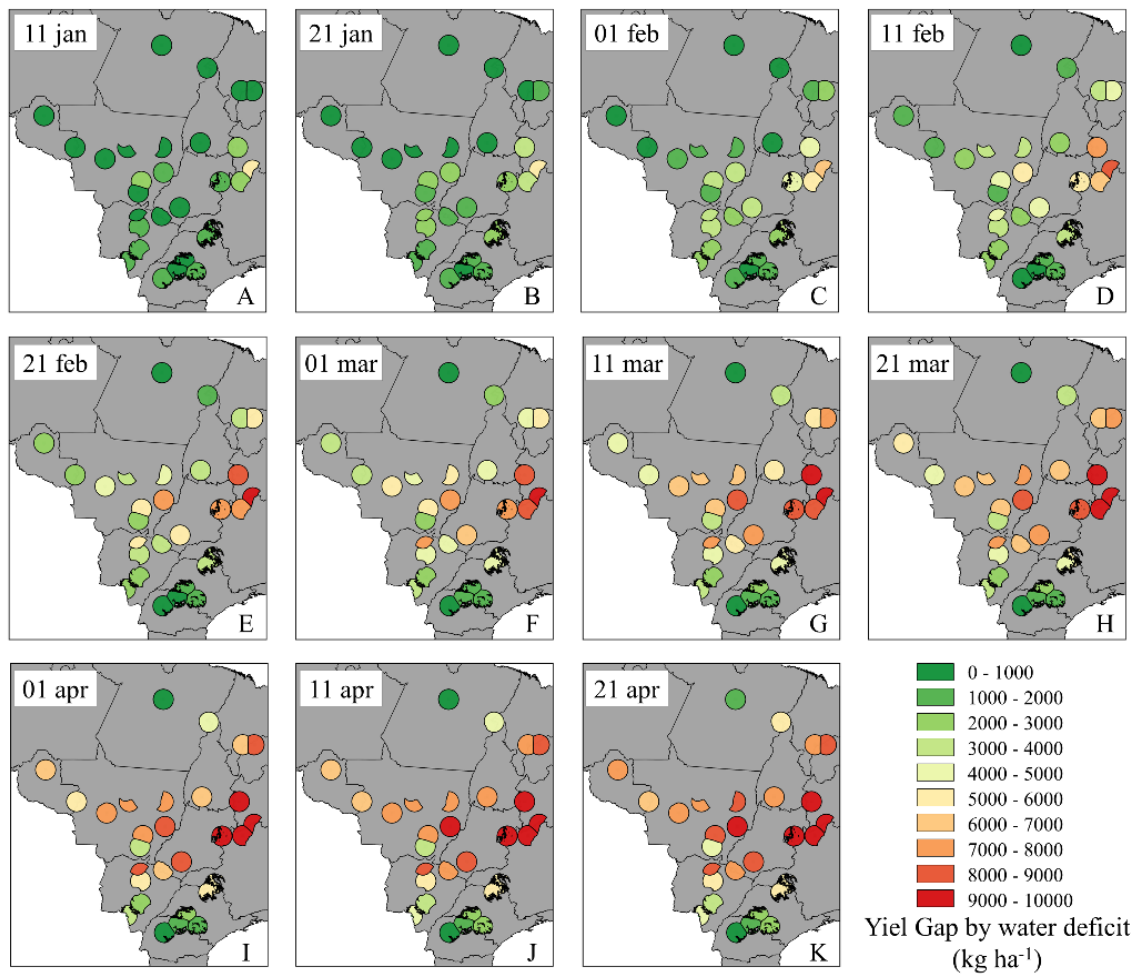 11 jan
21 jan
01 feb
11 feb
A
B
C
D
21 feb
01 mar
11 mar
21 mar
E
F
G
H
01 apr
11 apr
21 apr
I
J
K
0 - 1000
1000 - 2000
2000 - 3000
3000 - 4000
4000 - 5000
5000 - 6000
6000 - 7000
7000 - 8000
8000 - 9000
9000 - 10000
Yiel Gap by water deficit
(kg ha⁻¹)